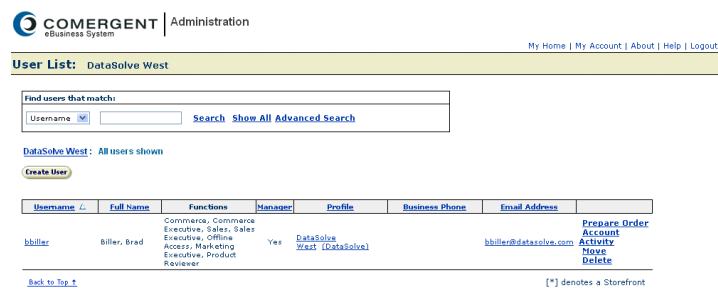 COMERGENT Administration
eBusiness System
My Home | My Account | About | Help | Logout
User List: DataSolve West
Find users that match:
Username Search Show All Advanced Search
DataSolve West : All users shown
Create User
Username Full Name Functions Manager Profile Business Phone Email Address
bbiller Biller, Brad Commerce, Commerce Executive, Sales, Sales Executive, Offline Access, Marketing Executive, Product Reviewer Yes DataSolve West (DataSolve) bbiller@datasolve.com Prepare Order Account Activity Move Delete
Back to Top ↑ [*] denotes a Storefront